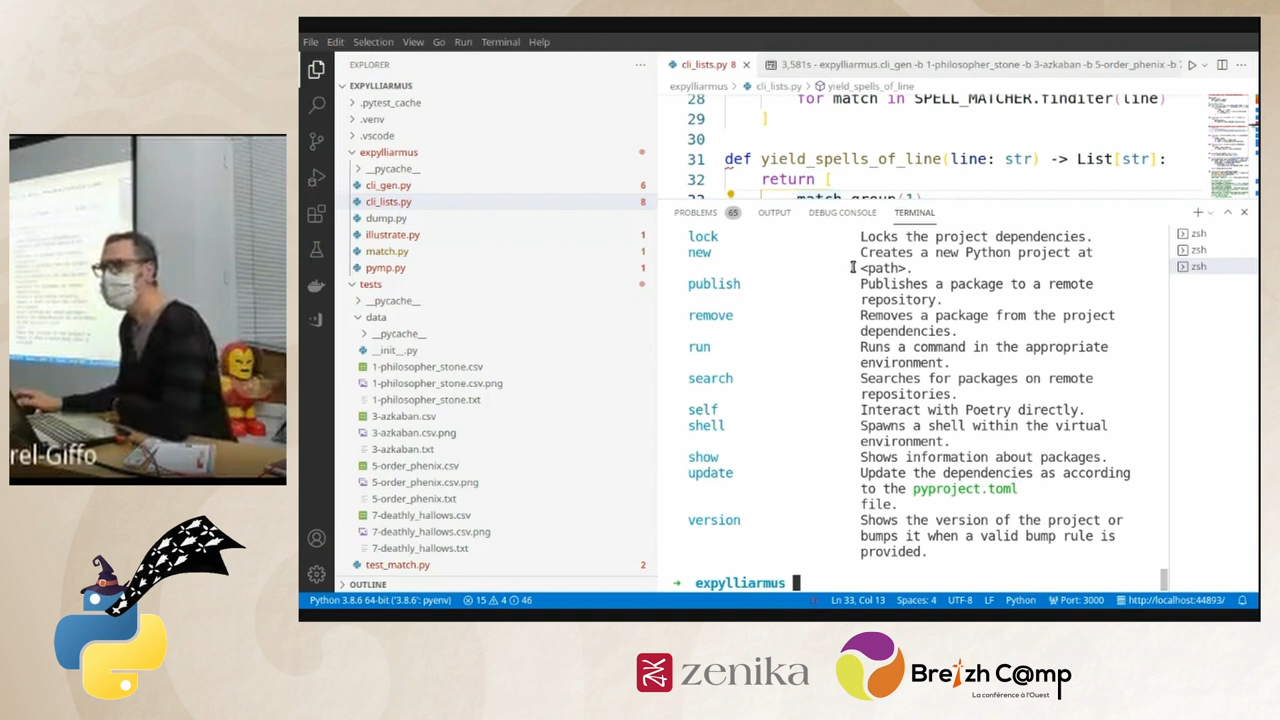 File Edit Selection View Go Run Terminal Help
EXPLORER
EXPYLLIARMUS
.pytest_cache
.venv
.vscode
expylliarmus
__pycache__
cli_gen.py 6
cli_lists.py 8
dump.py
illustrate.py 1
match.py 1
pymp.py 1
tests
__pycache__
data
__pycache__
__init__.py
1-philosopher_stone.csv
1-philosopher_stone.csv.png
1-philosopher_stone.txt
3-azkaban.csv
3-azkaban.csv.png
3-azkaban.txt
5-order_phenix.csv
5-order_phenix.csv.png
5-order_phenix.txt
7-deathly_hallows.csv
7-deathly_hallows.csv.png
7-deathly_hallows.txt
test_match.py 2
OUTLINE
cli_lists.py 8
3,581s - expylliarmus.cli_gen -b 1-philosopher_stone -b 3-azkaban -b 5-order_phenix -b
expylliarmus > cli_lists.py > yield_spells_of_line
28 for match in SPELL_MATCHER.finditer(line)
29 ]
30
31 def yield_spells_of_line(line: str) -> List[str]:
32 return [
33 match.group(1)
PROBLEMS 65 OUTPUT DEBUG CONSOLE TERMINAL
lock Locks the project dependencies.
new Creates a new Python project at
<path>.
publish Publishes a package to a remote
repository.
remove Removes a package from the project
dependencies.
run Runs a command in the appropriate
environment.
search Searches for packages on remote
repositories.
self Interact with Poetry directly.
shell Spawns a shell within the virtual
environment.
show Shows information about packages.
update Update the dependencies as according
to the pyproject.toml
file.
version Shows the version of the project or
bumps it when a valid bump rule is
provided.
➜ expylliarmus
zsh
zsh
zsh
Python 3.8.6 64-bit ('3.8.6': pyenv) 15 4 46 Ln 33, Col 13 Spaces: 4 UTF-8 LF Python Port: 3000 http://localhost:44893/
rel-Giffo
zenika
Breizh C@mp
La conférence à l'Ouest